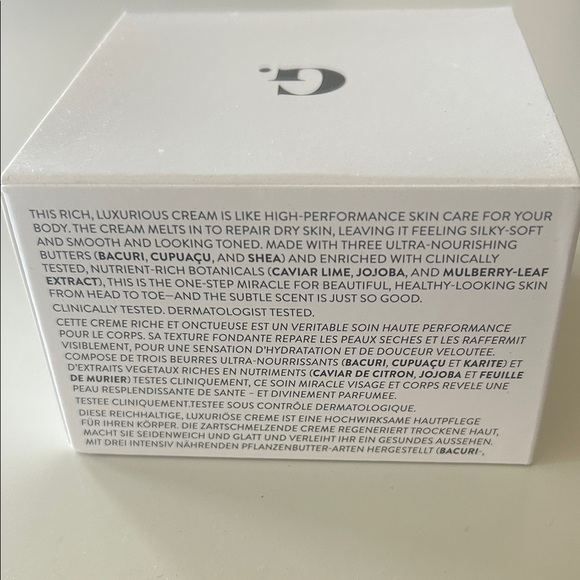 G.
THIS RICH, LUXURIOUS CREAM IS LIKE HIGH-PERFORMANCE SKIN CARE FOR YOUR
BODY. THE CREAM MELTS IN TO REPAIR DRY SKIN, LEAVING IT FEELING SILKY-SOFT
AND SMOOTH AND LOOKING TONED. MADE WITH THREE ULTRA-NOURISHING
BUTTERS (BACURI, CUPUAÇU, AND SHEA) AND ENRICHED WITH CLINICALLY
TESTED, NUTRIENT-RICH BOTANICALS (CAVIAR LIME, JOJOBA, AND MULBERRY-LEAF
EXTRACT), THIS IS THE ONE-STEP MIRACLE FOR BEAUTIFUL, HEALTHY-LOOKING SKIN
FROM HEAD TO TOE—AND THE SUBTLE SCENT IS JUST SO GOOD.
CLINICALLY TESTED. DERMATOLOGIST TESTED.
CETTE CREME RICHE ET ONCTUEUSE EST UN VERITABLE SOIN HAUTE PERFORMANCE
POUR LE CORPS. SA TEXTURE FONDANTE REPARE LES PEAUX SECHES ET LES RAFFERMIT
VISIBLEMENT, POUR UNE SENSATION D'HYDRATATION ET DE DOUCEUR VELOUTEE.
COMPOSE DE TROIS BEURRES ULTRA-NOURRISSANTS (BACURI, CUPUAÇU ET KARITE) ET
D'EXTRAITS VEGETAUX RICHES EN NUTRIMENTS (CAVIAR DE CITRON, JOJOBA ET FEUILLE
DE MURIER) TESTES CLINIQUEMENT, CE SOIN MIRACLE VISAGE ET CORPS REVELE UNE
PEAU RESPLENDISSANTE DE SANTE – ET DIVINEMENT PARFUMEE.
TESTEE CLINIQUEMENT.TESTEE SOUS CONTRÔLE DERMATOLOGIQUE.
DIESE REICHHALTIGE, LUXURIÖSE CREME IST EINE HOCHWIRKSAME HAUTPFLEGE
FÜR IHREN KÖRPER. DIE ZARTSCHMELZENDE CREME REGENERIERT TROCKENE HAUT,
MACHT SIE SEIDENWEICH UND GLATT UND VERLEIHT IHR EIN GESUNDES AUSSEHEN.
MIT DREI INTENSIV NÄHRENDEN PFLANZENBUTTER-ARTEN HERGESTELLT (BACURI-,